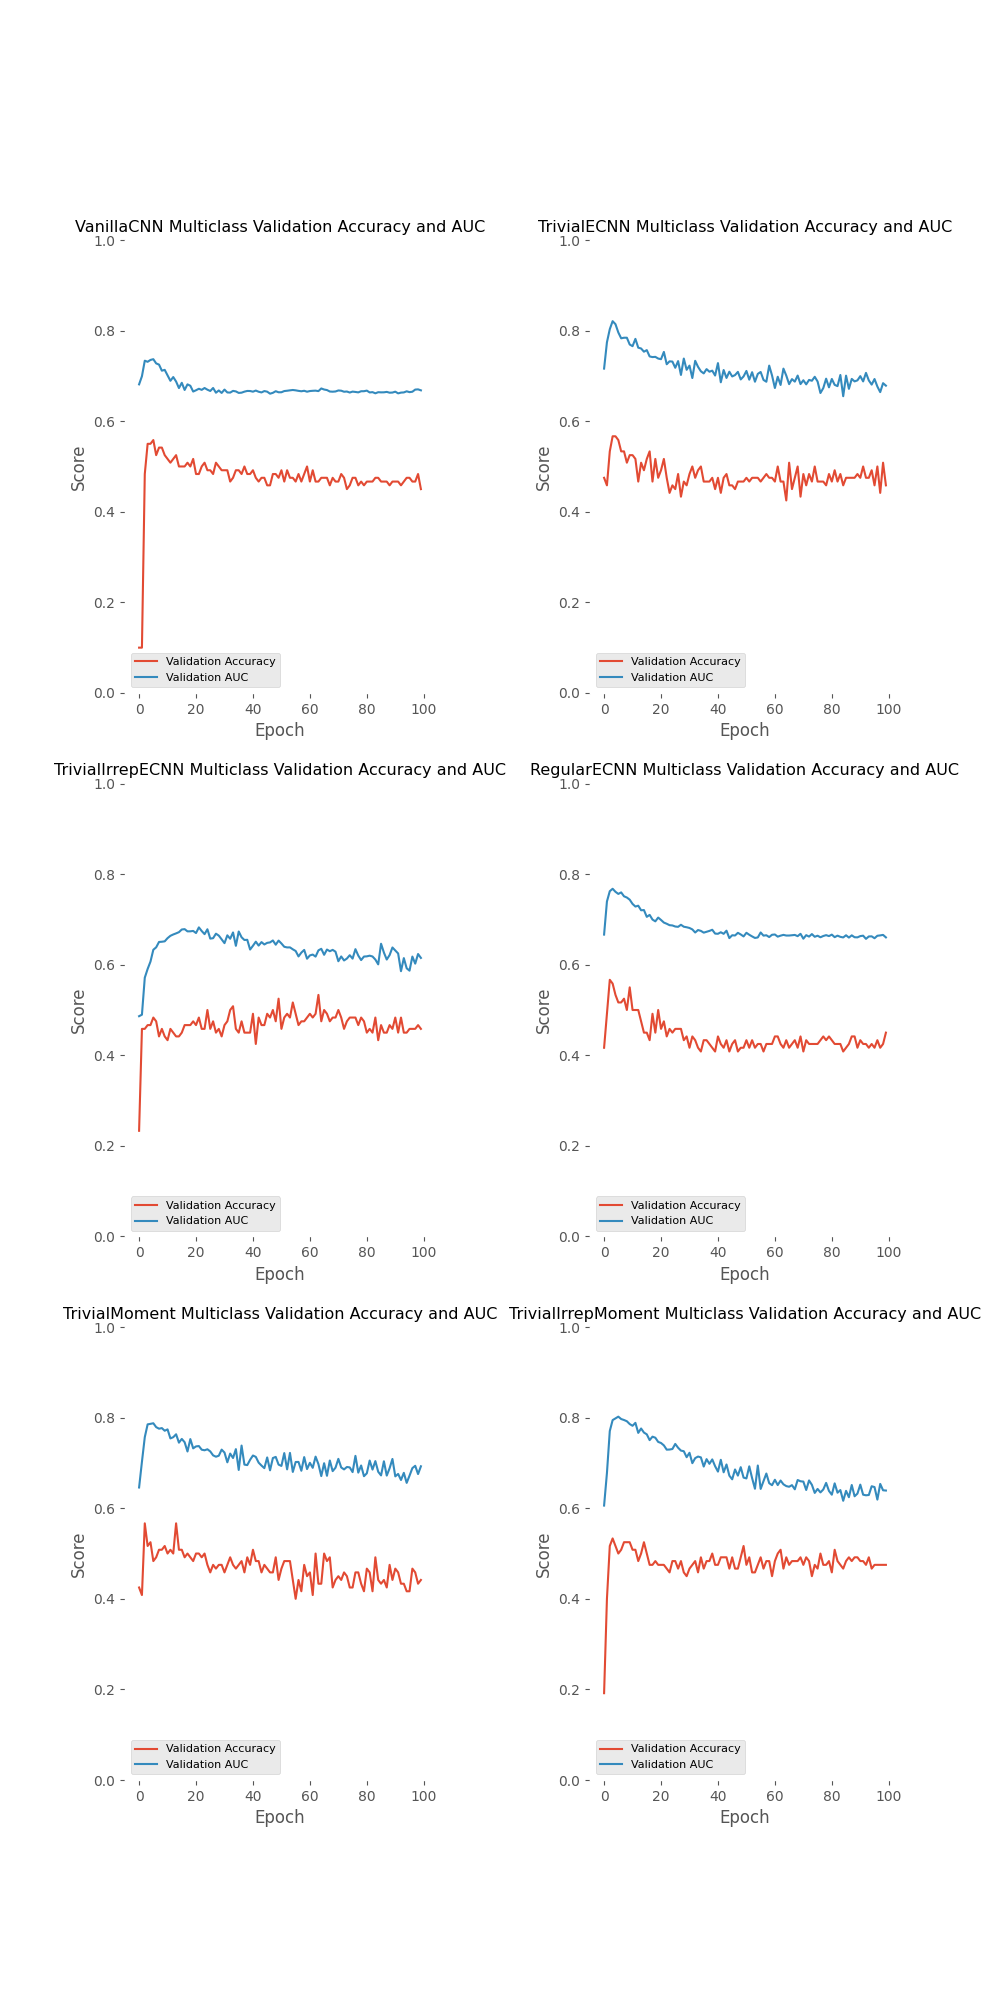 VanillaCNN Multiclass Validation Accuracy and AUC
1.0
0.8
0.6
0.4
0.2
0.0
Score
Validation Accuracy
Validation AUC
0 20 40 60 80 100
Epoch
TrivialECNN Multiclass Validation Accuracy and AUC
1.0
0.8
0.6
0.4
0.2
0.0
Score
Validation Accuracy
Validation AUC
0 20 40 60 80 100
Epoch
TrivialIrrepECNN Multiclass Validation Accuracy and AUC
1.0
0.8
0.6
0.4
0.2
0.0
Score
Validation Accuracy
Validation AUC
0 20 40 60 80 100
Epoch
RegularECNN Multiclass Validation Accuracy and AUC
1.0
0.8
0.6
0.4
0.2
0.0
Score
Validation Accuracy
Validation AUC
0 20 40 60 80 100
Epoch
TrivialMoment Multiclass Validation Accuracy and AUC
1.0
0.8
0.6
0.4
0.2
0.0
Score
Validation Accuracy
Validation AUC
0 20 40 60 80 100
Epoch
TrivialIrrepMoment Multiclass Validation Accuracy and AUC
1.0
0.8
0.6
0.4
0.2
0.0
Score
Validation Accuracy
Validation AUC
0 20 40 60 80 100
Epoch